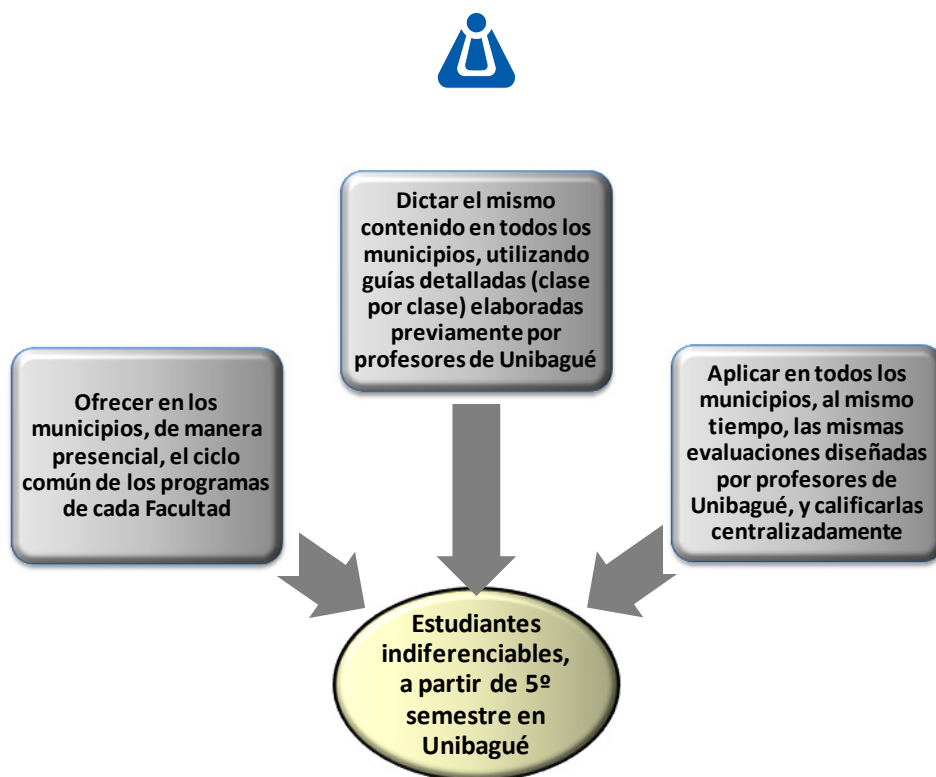 Dictar el mismo
contenido en todos los
municipios, utilizando
guías detalladas (clase
por clase) elaboradas
previamente por
profesores de Unibagué
Ofrecer en los
municipios, de manera
presencial, el ciclo
común de los programas
de cada Facultad
Aplicar en todos los
municipios, al mismo
tiempo, las mismas
evaluaciones diseñadas
por profesores de
Unibagué, y calificarlas
centralizadamente
Estudiantes
indiferenciables,
a partir de 5º
semestre en
Unibagué